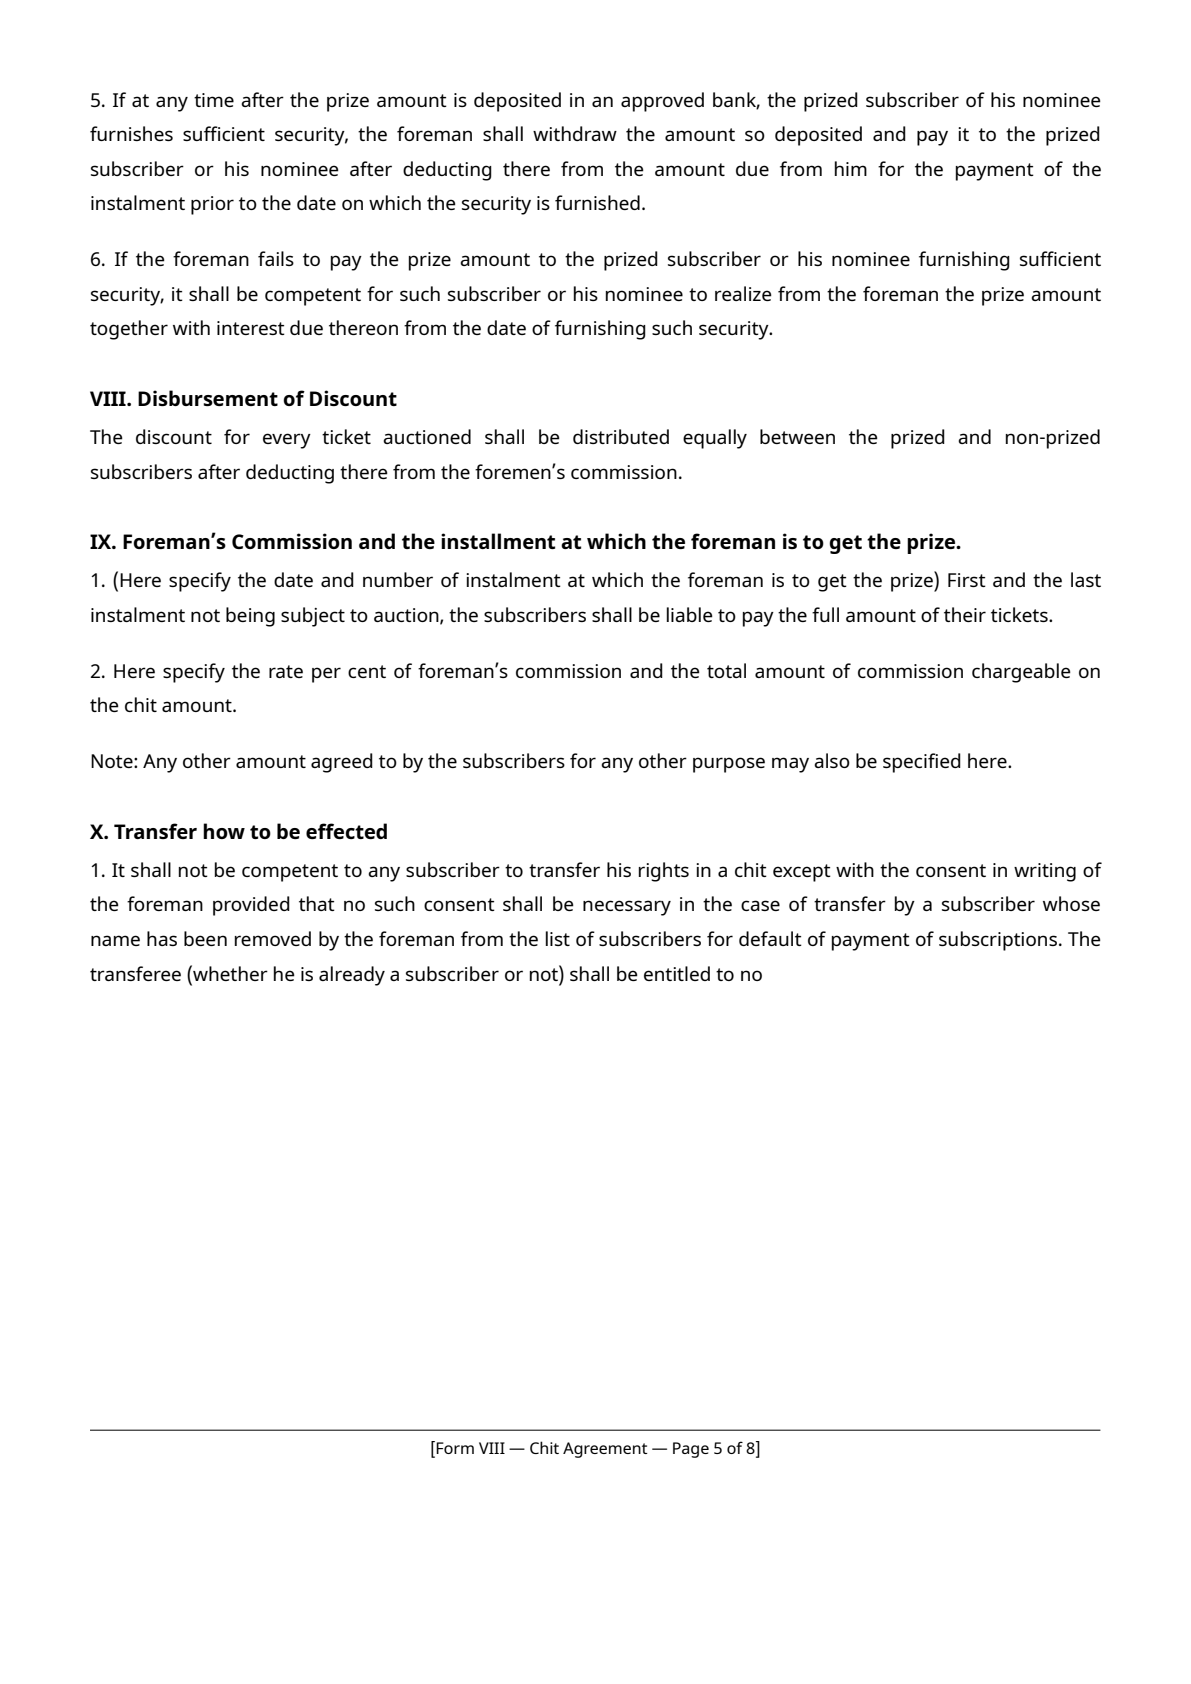 5. If at any time after the prize amount is deposited in an approved bank, the prized subscriber of his nominee
furnishes sufficient security, the foreman shall withdraw the amount so deposited and pay it to the prized
subscriber or his nominee after deducting there from the amount due from him for the payment of the
instalment prior to the date on which the security is furnished.
6. If the foreman fails to pay the prize amount to the prized subscriber or his nominee furnishing sufficient
security, it shall be competent for such subscriber or his nominee to realize from the foreman the prize amount
together with interest due thereon from the date of furnishing such security.
VIII. Disbursement of Discount
The discount for every ticket auctioned shall be distributed equally between the prized and non-prized
subscribers after deducting there from the foremen's commission.
IX. Foreman's Commission and the installment at which the foreman is to get the prize.
1. (Here specify the date and number of instalment at which the foreman is to get the prize) First and the last
instalment not being subject to auction, the subscribers shall be liable to pay the full amount of their tickets.
2. Here specify the rate per cent of foreman's commission and the total amount of commission chargeable on
the chit amount.
Note: Any other amount agreed to by the subscribers for any other purpose may also be specified here.
X. Transfer how to be effected
1. It shall not be competent to any subscriber to transfer his rights in a chit except with the consent in writing of
the foreman provided that no such consent shall be necessary in the case of transfer by a subscriber whose
name has been removed by the foreman from the list of subscribers for default of payment of subscriptions. The
transferee (whether he is already a subscriber or not) shall be entitled to no
[Form VIII — Chit Agreement — Page 5 of 8]